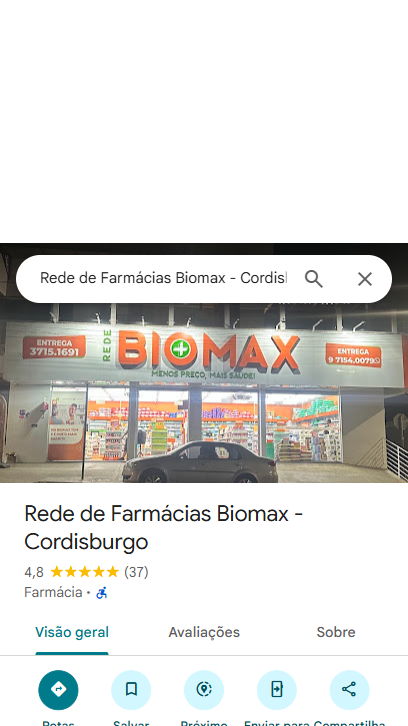 Rede de Farmácias Biomax - Cordisl
ENTREGA
3715.1691
REDE
BIOMAX
MENOS PREÇO, MAIS SAÚDE!
ENTREGA
9 7154.0079
Rede de Farmácias Biomax -
Cordisburgo
4,8 ★★★★★ (37)
Farmácia ·
Visão geral Avaliações Sobre
Rotas Salvar Próximo Enviar para Compartilha